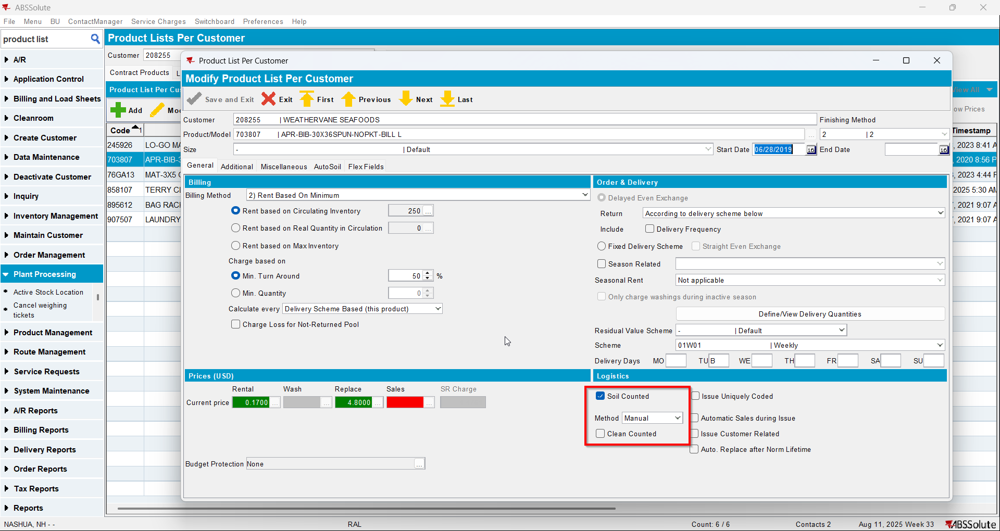 ABSSolute
File Menu BU ContactManager Service Charges Switchboard Preferences Help
product list
Product Lists Per Customer
A/R
Application Control
Billing and Load Sheets
Cleanroom
Create Customer
Data Maintenance
Deactivate Customer
Inquiry
Inventory Management
Maintain Customer
Order Management
Plant Processing
Active Stock Location
Cancel weighing
tickets
Product Management
Route Management
Service Requests
System Maintenance
A/R Reports
Billing Reports
Delivery Reports
Order Reports
Tax Reports
Reports
Customer 208255
Contract Products L
Product List Per Cus
View All
Add Mod
ow Prices
Code 1 Timestamp
245926 LO-GO MA , 2023 8:41 A
703807 APR-BIB-3 , 2020 8:56 P
76GA13 MAT-3X5 , 2023 4:44 P
858107 TERRY CL 2025 5:30 AM
895612 BAG RACK , 2021 9:07 A
907507 LAUNDRY , 2021 9:07 A
Product List Per Customer
Modify Product List Per Customer
Save and Exit Exit First Previous Next Last
Customer 208255 | WEATHERVANE SEAFOODS Finishing Method
Product/Model 703807 | APR-BIB-30X36SPUN-NOPKT-BILL L ... 2 | 2
Size - | Default Start Date 06/28/2019 16 End Date 16
General Additional Miscellaneous AutoSoil FlexFields
Billing
Billing Method 2) Rent Based On Minimum
Rent based on Circulating Inventory 250 ...
Rent based on Real Quantity in Circulation 0 ...
Rent based on Max Inventory
Charge based on
Min. Turn Around 50 %
Min. Quantity 0
Calculate every Delivery Scheme Based (this product)
Charge Loss for Not-Returned Pool
Order & Delivery
Delayed Even Exchange
Return According to delivery scheme below
Include Delivery Frequency
Fixed Delivery Scheme Straight Even Exchange
Season Related
Seasonal Rent Not applicable
Only charge washings during inactive season
Define/View Delivery Quantities
Residual Value Scheme - | Default
Scheme 01W01 | Weekly
Delivery Days MO TU B WE TH FR SA SU
Prices (USD)
Rental Wash Replace Sales SR Charge
Current price 0.1700 ... ... 4.8000 ... ...
Budget Protection None ...
Logistics
Soil Counted Issue Uniquely Coded
Method Manual Automatic Sales during Issue
Clean Counted Issue Customer Related
Auto. Replace after Norm Lifetime
NASHUA, NH - - RAL Count: 6 / 6 Contacts 2 Aug 11, 2025 Week 33 ABSSolute